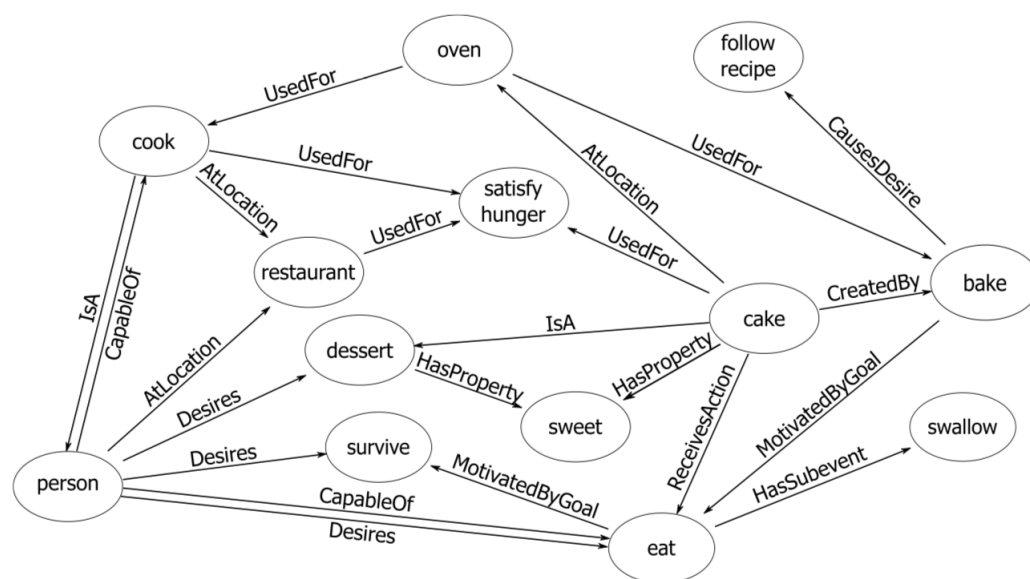 oven
follow
recipe
UsedFor
cook
UsedFor
UsedFor
CausesDesire
AtLocation
AtLocation
satisfy
hunger
UsedFor
UsedFor
restaurant
bake
CreatedBy
cake
IsA
CapableOf
IsA
dessert
HasProperty
HasProperty
AtLocation
Desires
sweet
ReceivesAction
MotivatedByGoal
swallow
survive
Desires
person
MotivatedByGoal
HasSubevent
CapableOf
Desires
eat